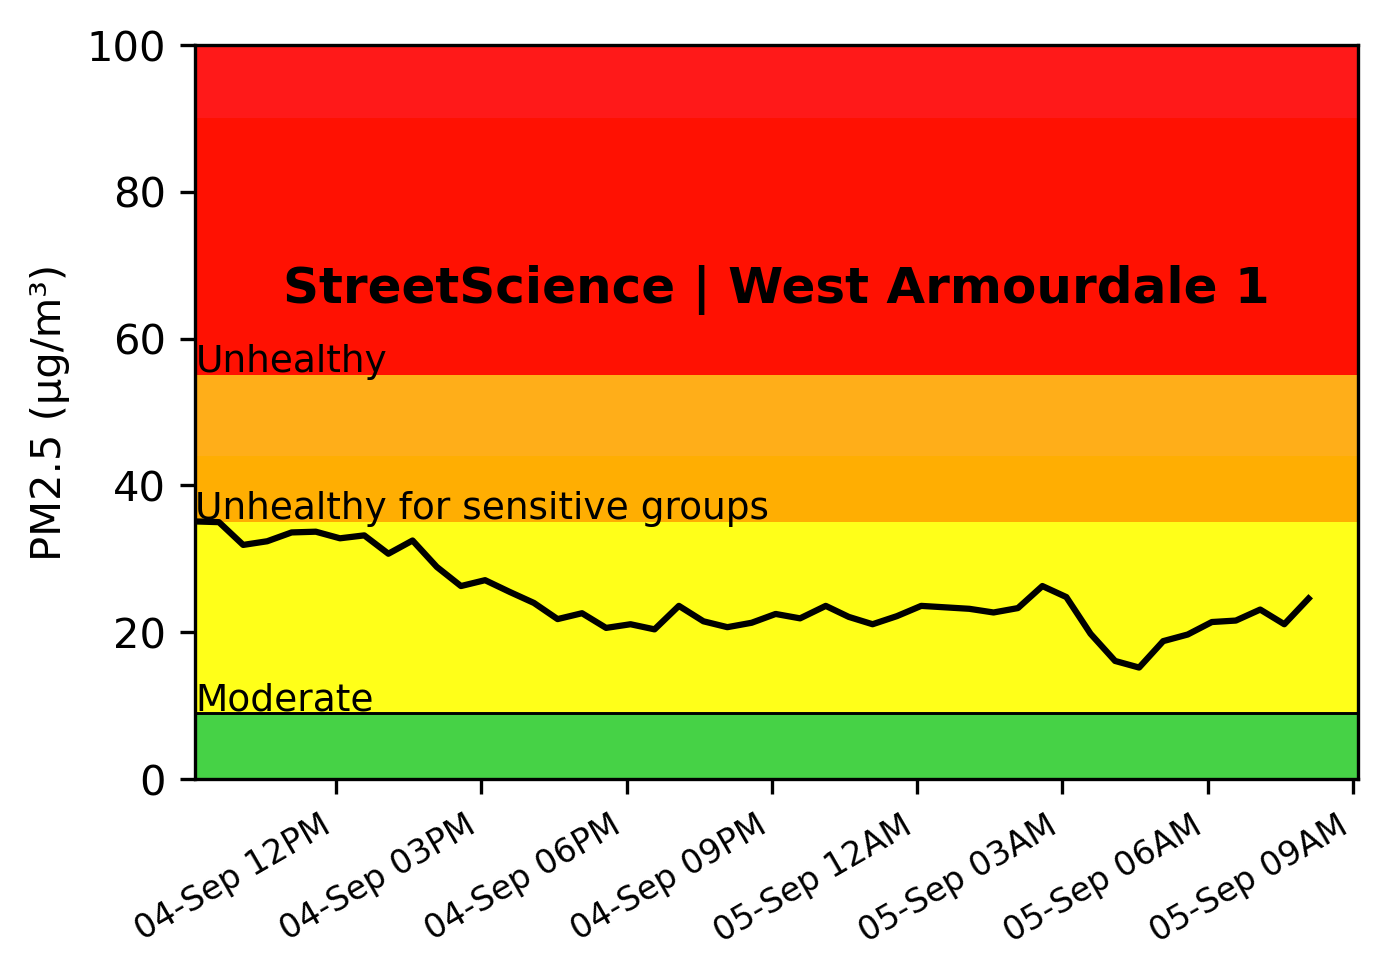 100
80
60
40
20
0
PM2.5 (µg/m³)
StreetScience | West Armourdale 1
Unhealthy
Unhealthy for sensitive groups
Moderate
04-Sep 12PM
04-Sep 03PM
04-Sep 06PM
04-Sep 09PM
05-Sep 12AM
05-Sep 03AM
05-Sep 06AM
05-Sep 09AM